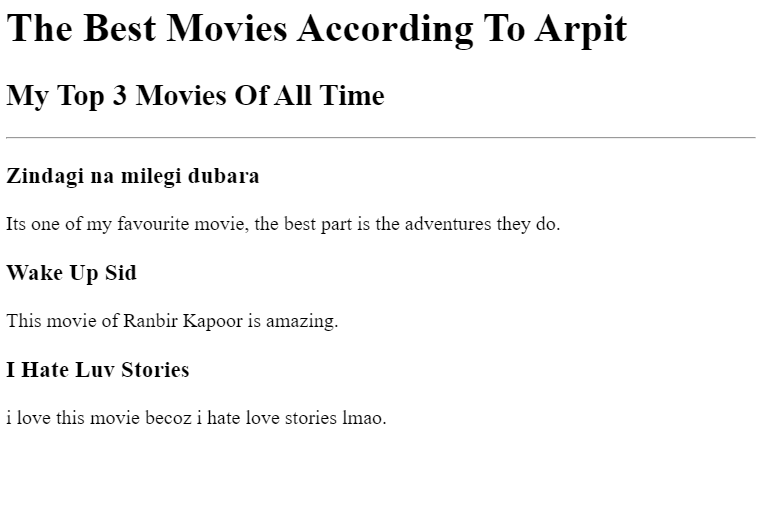 The Best Movies According To Arpit
My Top 3 Movies Of All Time
Zindagi na milegi dubara
Its one of my favourite movie, the best part is the adventures they do.
Wake Up Sid
This movie of Ranbir Kapoor is amazing.
I Hate Luv Stories
i love this movie becoz i hate love stories lmao.